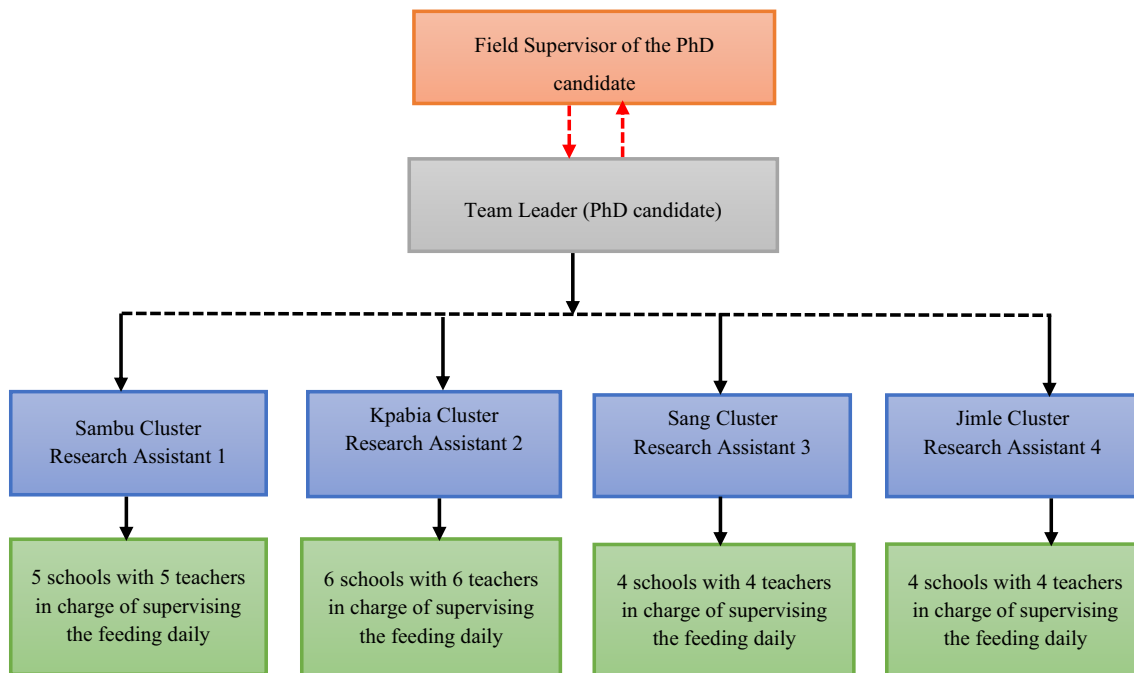 Field Supervisor of the PhD
candidate
Team Leader (PhD candidate)
Sambu Cluster
Research Assistant 1
Kpabia Cluster
Research Assistant 2
Sang Cluster
Research Assistant 3
Jimle Cluster
Research Assistant 4
5 schools with 5 teachers
in charge of supervising
the feeding daily
6 schools with 6 teachers
in charge of supervising
the feeding daily
4 schools with 4 teachers
in charge of supervising
the feeding daily
4 schools with 4 teachers
in charge of supervising
the feeding daily